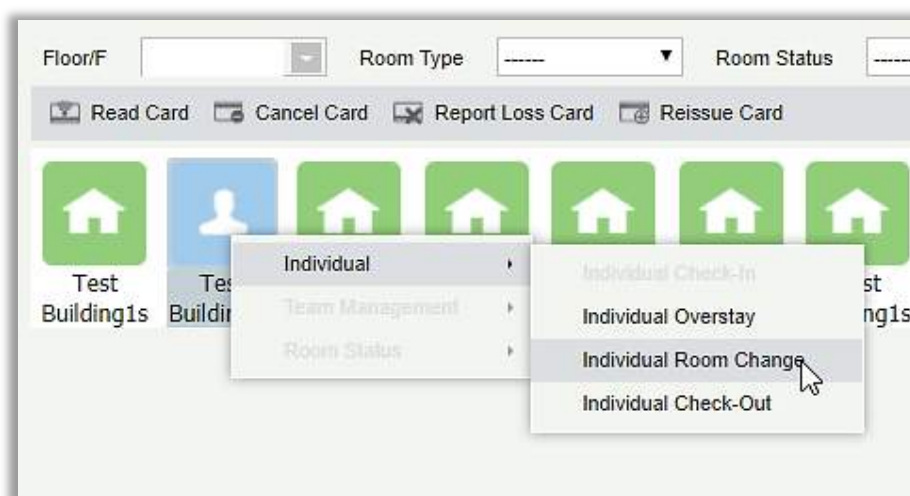 Floor/F
Room Type ------ Room Status ------
Read Card Cancel Card Report Loss Card Reissue Card
Test
Building1s
Individual
Team Management
Room Status
Individual Check-In
Individual Overstay
Individual Room Change
Individual Check-Out